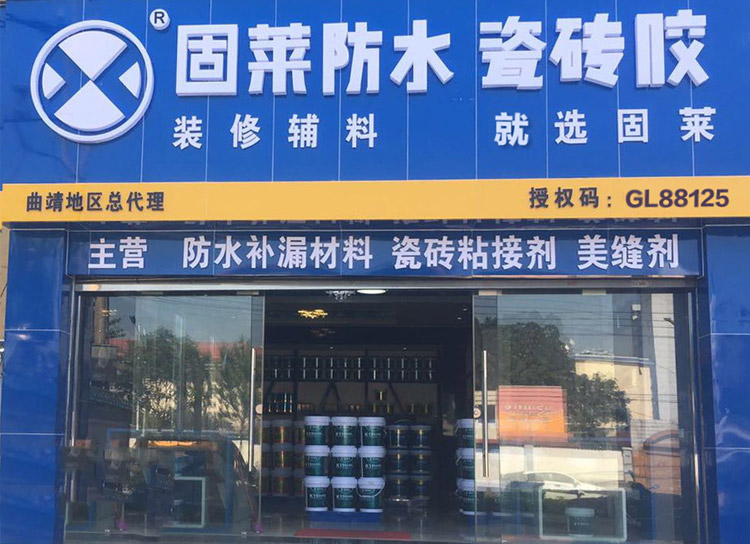 ®
固莱防水 瓷砖胶
装修辅料 就选固莱
曲靖地区总代理 授权码：GL88125
主营 防水补漏材料 瓷砖粘接剂 美缝剂